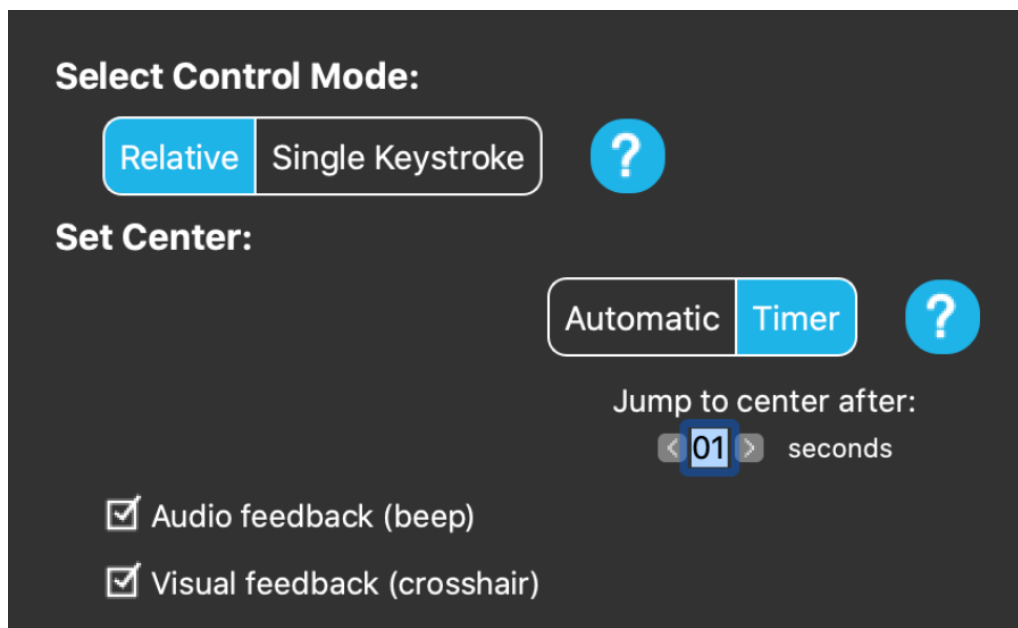 Select Control Mode:
Relative Single Keystroke ?
Set Center:
Automatic Timer ?
Jump to center after:
< 01 > seconds
Audio feedback (beep)
Visual feedback (crosshair)